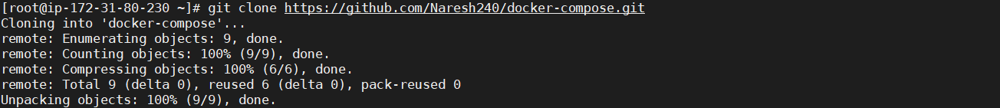 [root@ip-172-31-80-230 ~]# git clone https://github.com/Naresh240/docker-compose.git
Cloning into 'docker-compose'...
remote: Enumerating objects: 9, done.
remote: Counting objects: 100% (9/9), done.
remote: Compressing objects: 100% (6/6), done.
remote: Total 9 (delta 0), reused 6 (delta 0), pack-reused 0
Unpacking objects: 100% (9/9), done.